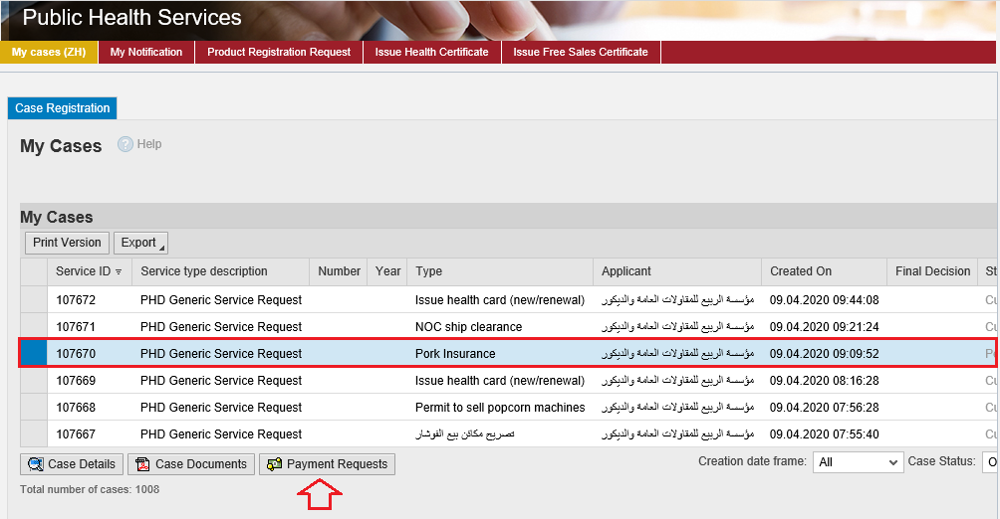 Public Health Services
My cases (ZH) My Notification Product Registration Request Issue Health Certificate Issue Free Sales Certificate
Case Registration
My Cases Help
My Cases
Print Version Export
Service ID Service type description Number Year Type Applicant Created On Final Decision St
107672 PHD Generic Service Request Issue health card (new/renewal) مؤسسة الربيع للمقاولات العامة والديكور 09.04.2020 09:44:08 Cu
107671 PHD Generic Service Request NOC ship clearance مؤسسة الربيع للمقاولات العامة والديكور 09.04.2020 09:21:24 Cu
107670 PHD Generic Service Request Pork Insurance مؤسسة الربيع للمقاولات العامة والديكور 09.04.2020 09:09:52 Pe
107669 PHD Generic Service Request Issue health card (new/renewal) مؤسسة الربيع للمقاولات العامة والديكور 09.04.2020 08:16:28 Cu
107668 PHD Generic Service Request Permit to sell popcorn machines مؤسسة الربيع للمقاولات العامة والديكور 09.04.2020 07:56:28 Cu
107667 PHD Generic Service Request تصريح مكائن بيع الفوشار مؤسسة الربيع للمقاولات العامة والديكور 09.04.2020 07:55:40 Cu
Case Details Case Documents Payment Requests Creation date frame: All Case Status: O
Total number of cases: 1008